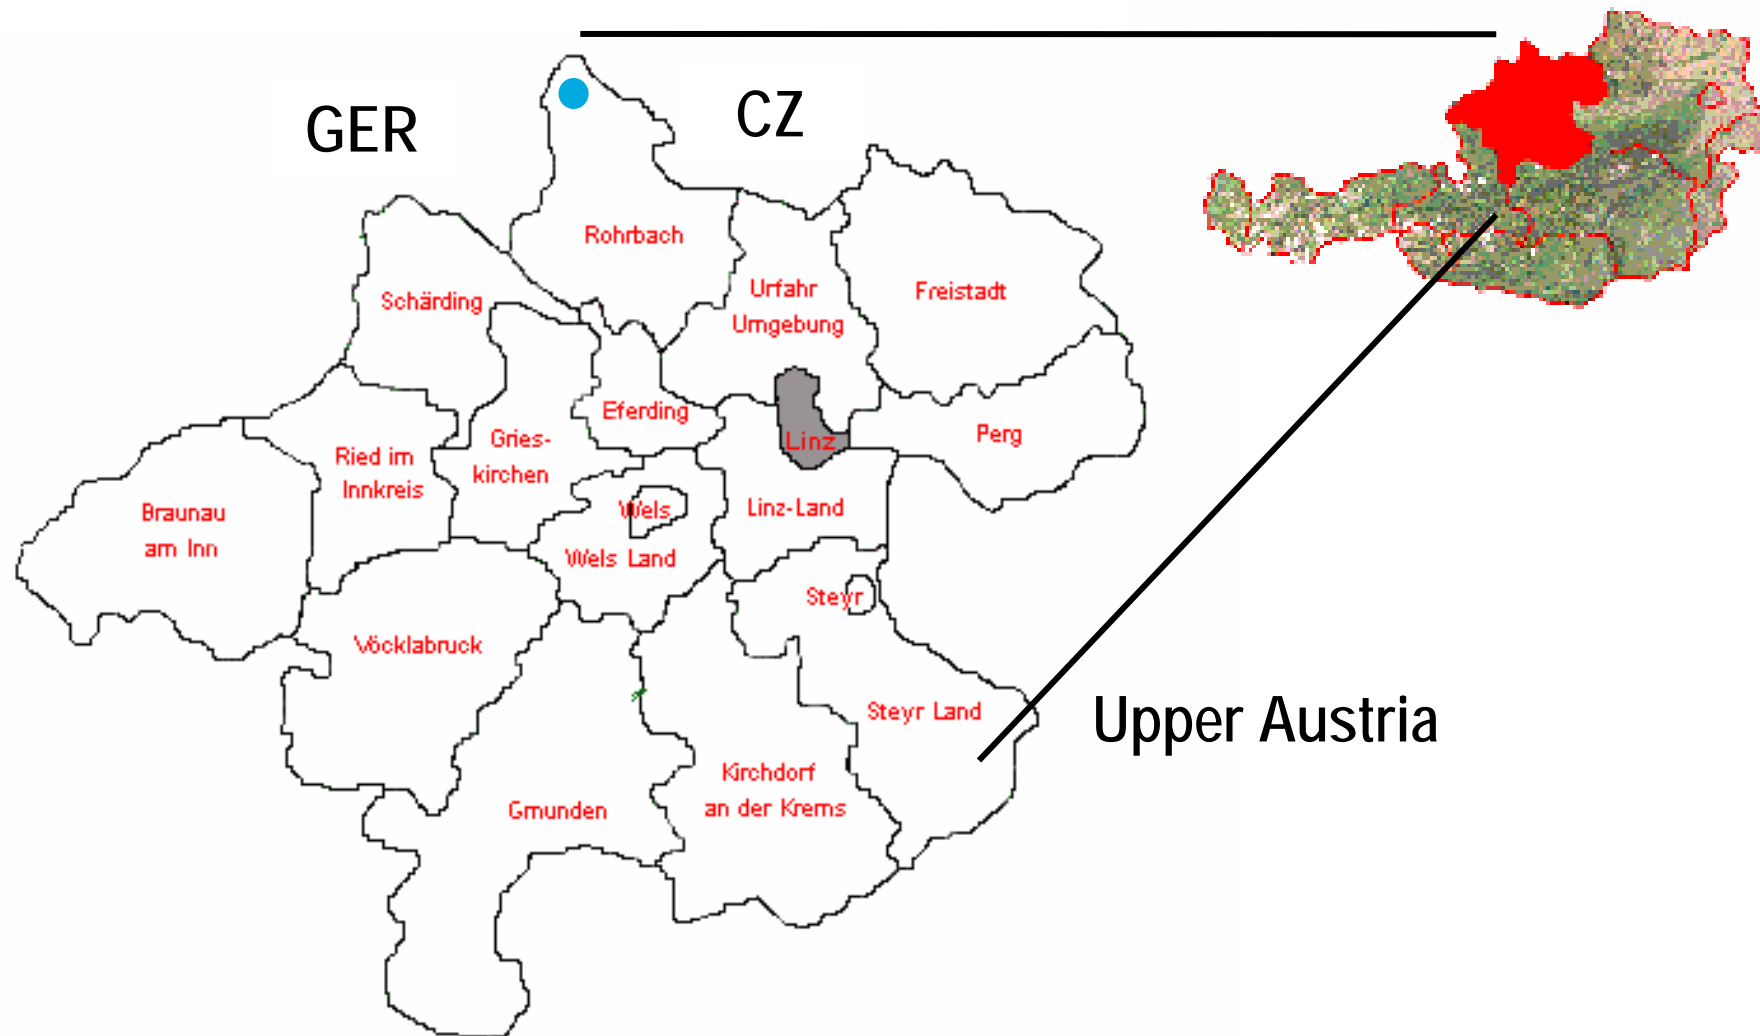 GER
CZ
Rohrbach
Schärding
Urfahr
Umgebung
Freistadt
Eferding
Linz
Perg
Gries-
kirchen
Ried im
Innkreis
Braunau
am Inn
Wels
Linz-Land
Wels Land
Steyr
Vöcklabruck
Steyr Land
Upper Austria
Kirchdorf
an der Krems
Gmunden